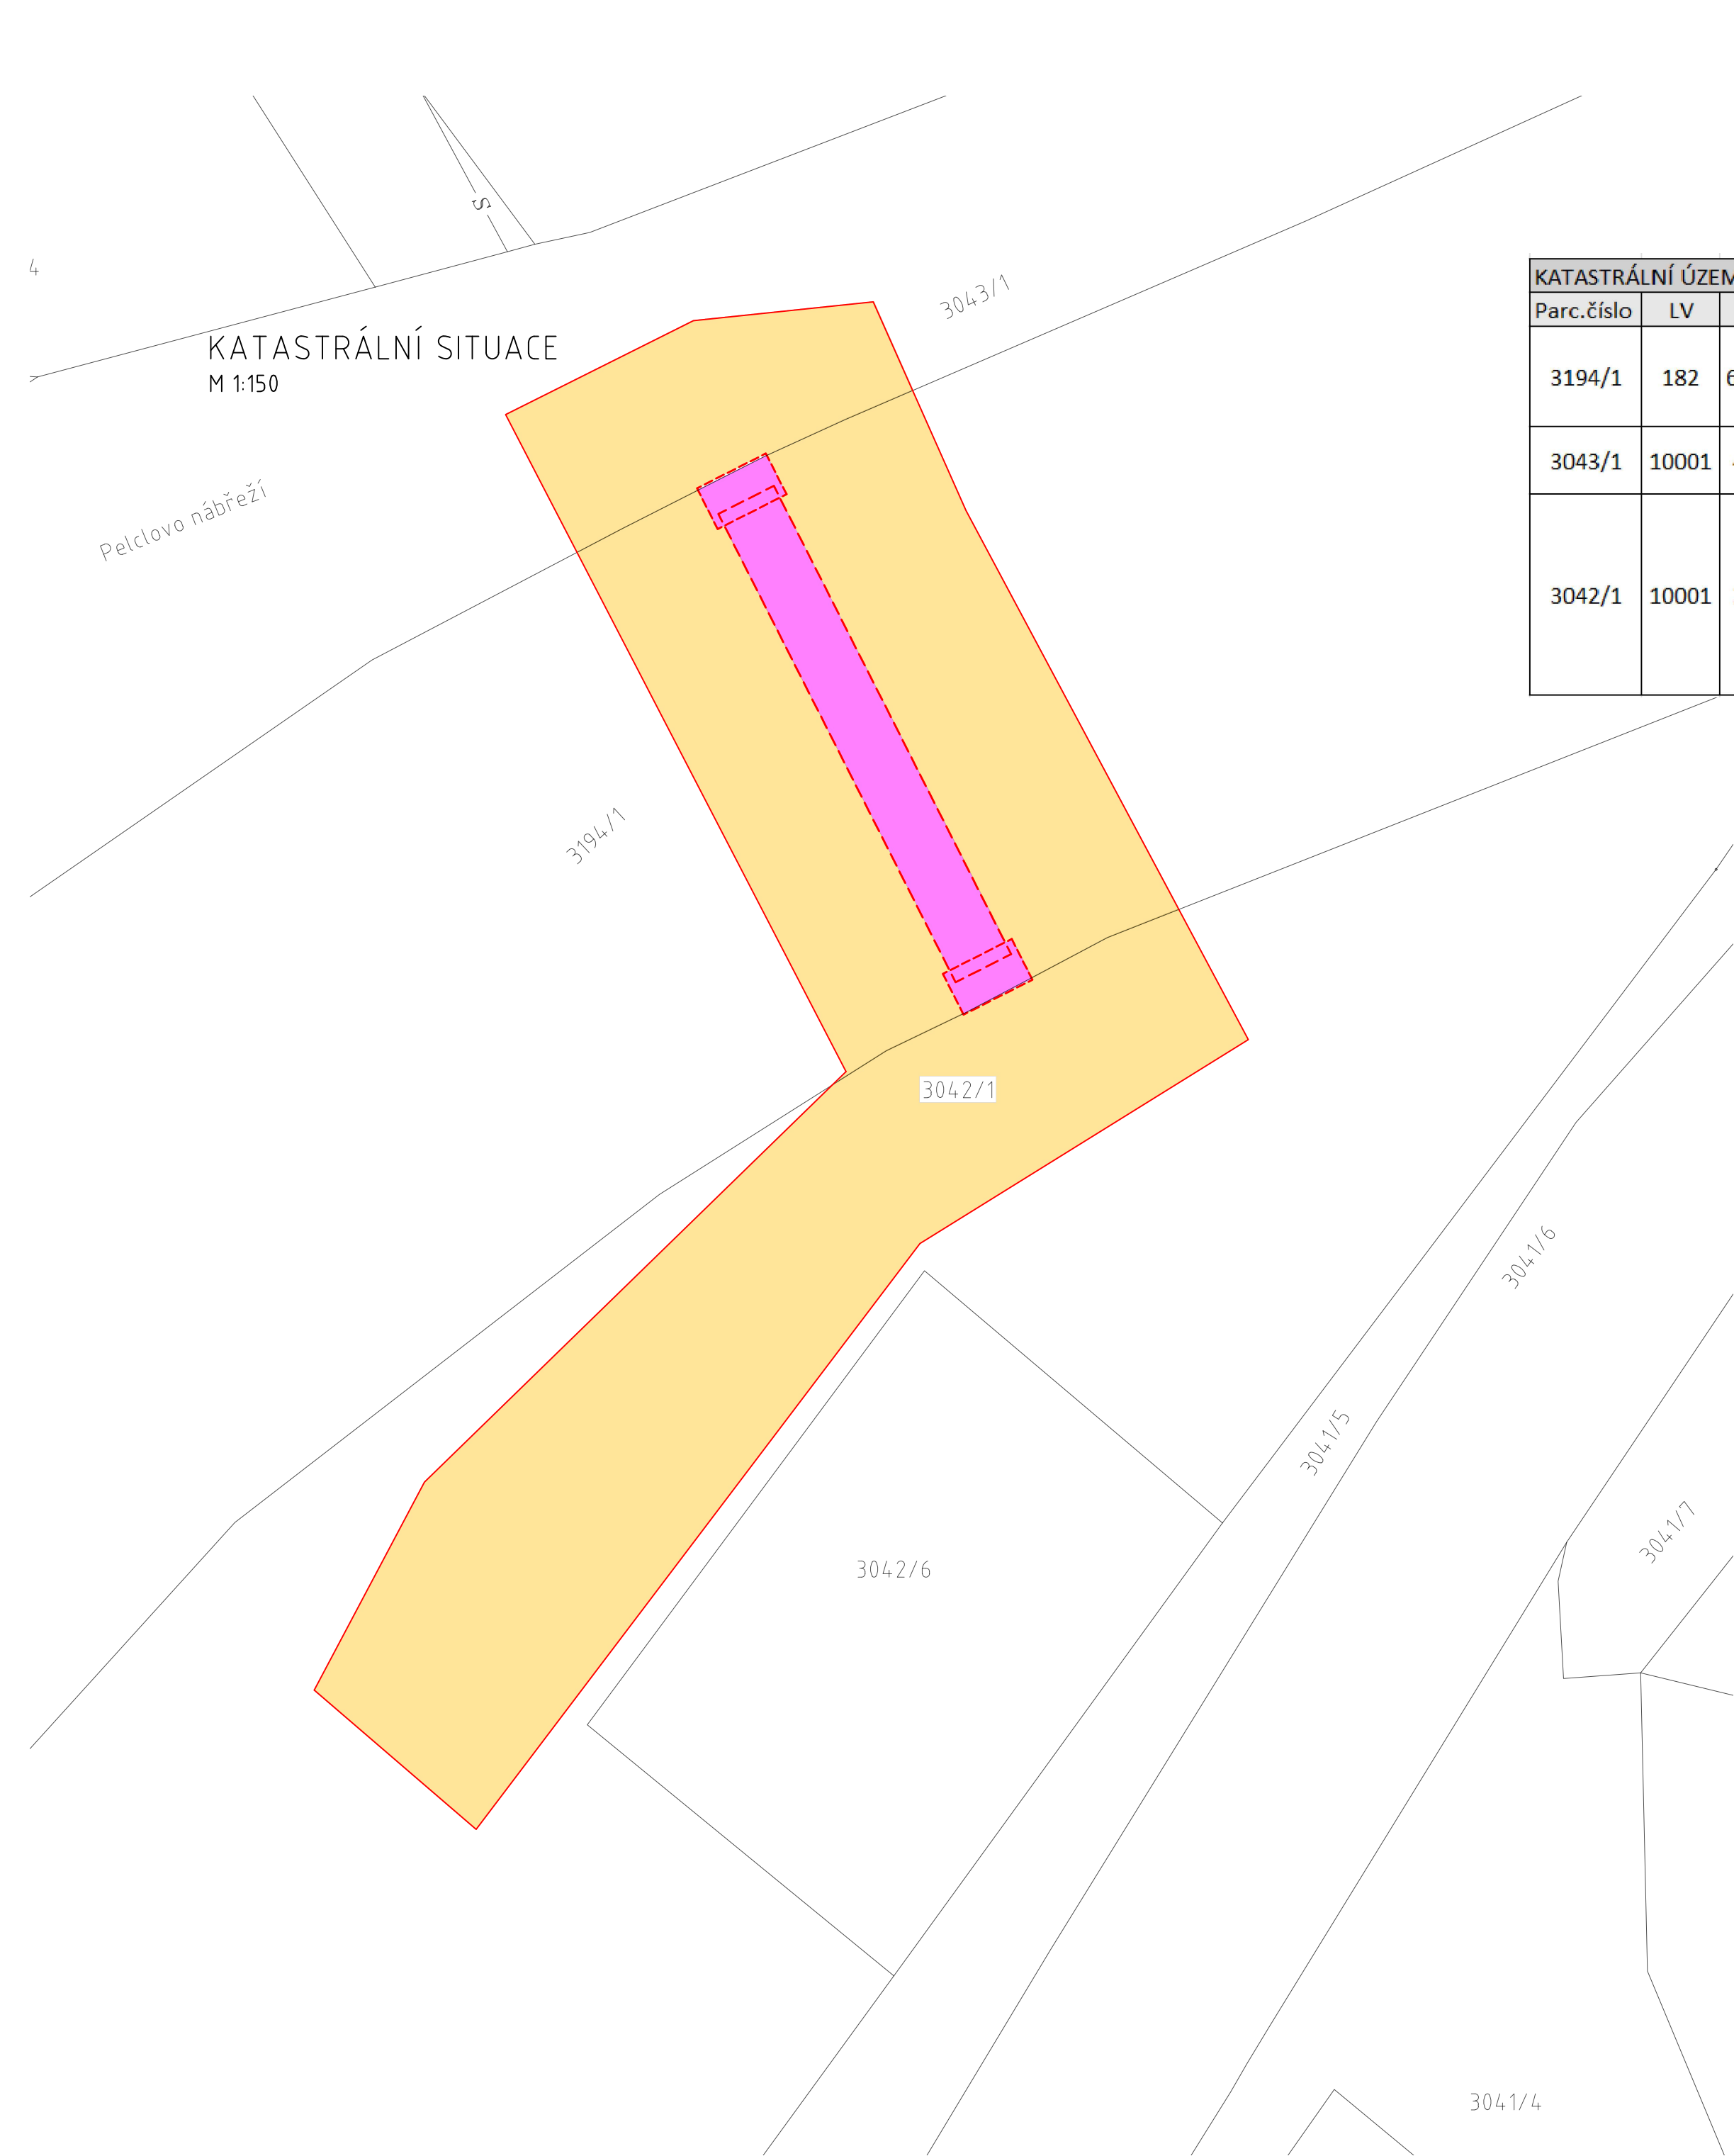 S
4
3043/1
KATASTRÁLNÍ SITUACE
M 1:150
Pelclovo nábřeží
KATASTRÁLNÍ ÚZEM
Parc.číslo LV
3194/1 182 6
3043/1 10001
3042/1 10001
3194/1
3042/1
3041/6
3041/5
3041/7
3042/6
3041/4